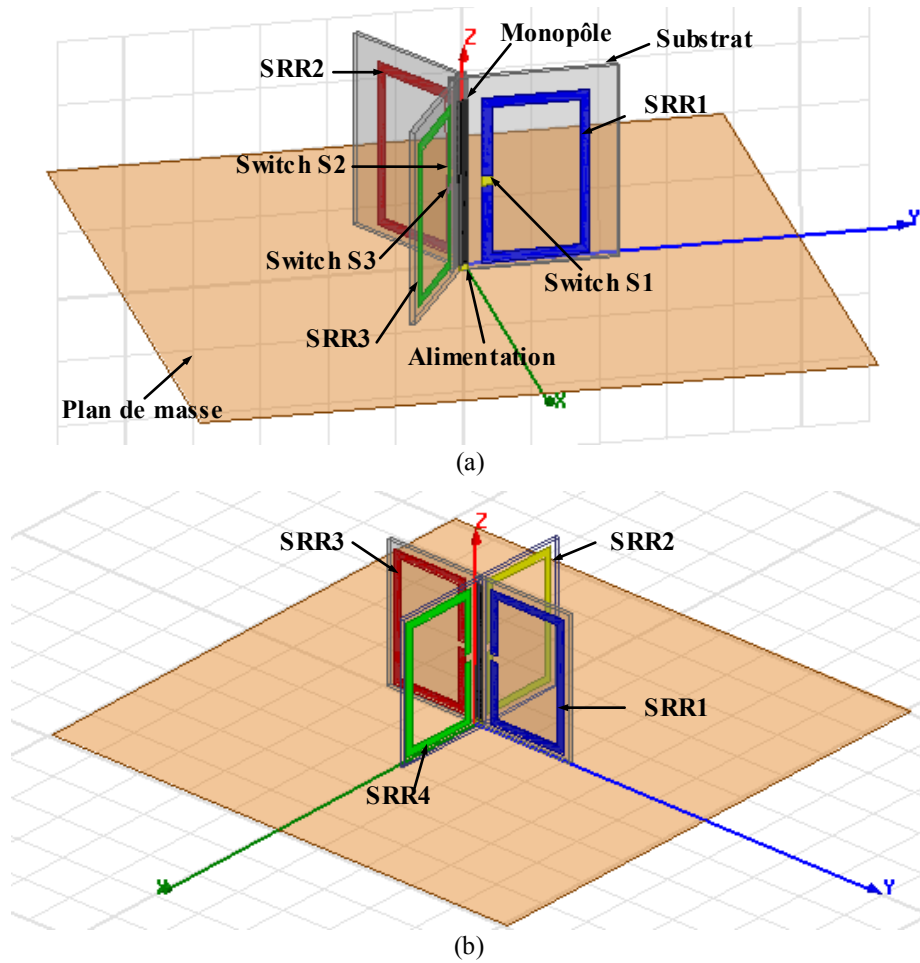 Z
Monopôle
Substrat
SRR2
SRR1
Switch S2
Y
Switch S3
Switch S1
SRR3
Alimentation
X
Plan de masse
(a)
Z
SRR3
SRR2
SRR1
SRR4
X
Y
(b)